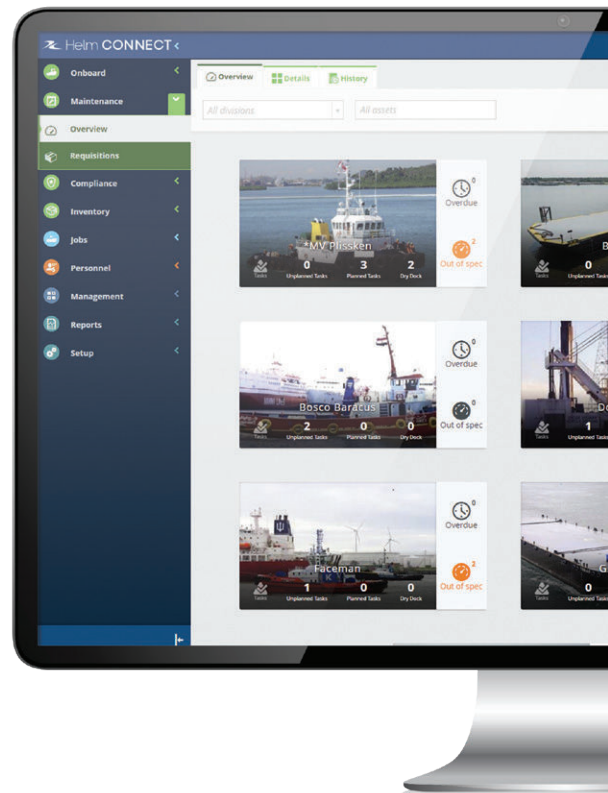 Helm CONNECT
Onboard
Maintenance
Overview
Requisitions
Compliance
Inventory
Jobs
Personnel
Management
Reports
Setup
Overview Details History
All divisions All assets
*MV Plissken
Tasks 0 Unplanned Tasks 3 Planned Tasks 2 Dry Dock
0 Overdue
2 Out of spec
B
0 Unplanned Tasks
Bosco Baracus
Tasks 2 Unplanned Tasks 0 Planned Tasks 0 Dry Dock
0 Overdue
0 Out of spec
Do
1 Unplanned Tasks
Faceman
Tasks 1 Unplanned Tasks 0 Planned Tasks 0 Dry Dock
0 Overdue
2 Out of spec
G
0 Unplanned Tasks